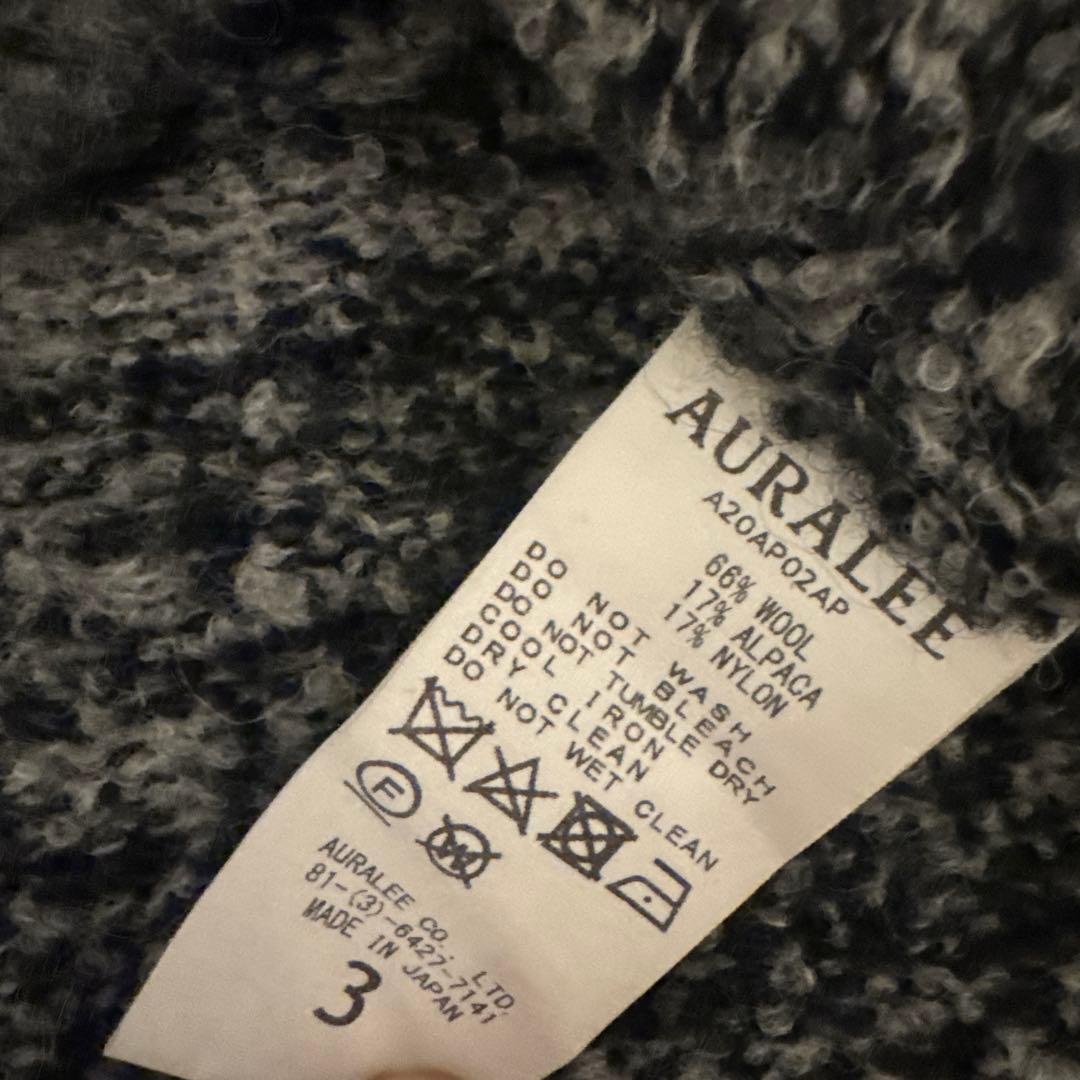 AURALEE
A20AP02AP
66% WOOL
17% ALPACA
17% NYLON
DO NOT WASH
DO NOT BLEACH
DO NOT TUMBLE DRY
COOL IRON
DRY CLEAN
DO NOT WET CLEAN
F
W
AURALEE CO., LTD.
81-(3)-6427-7141
MADE IN JAPAN
3